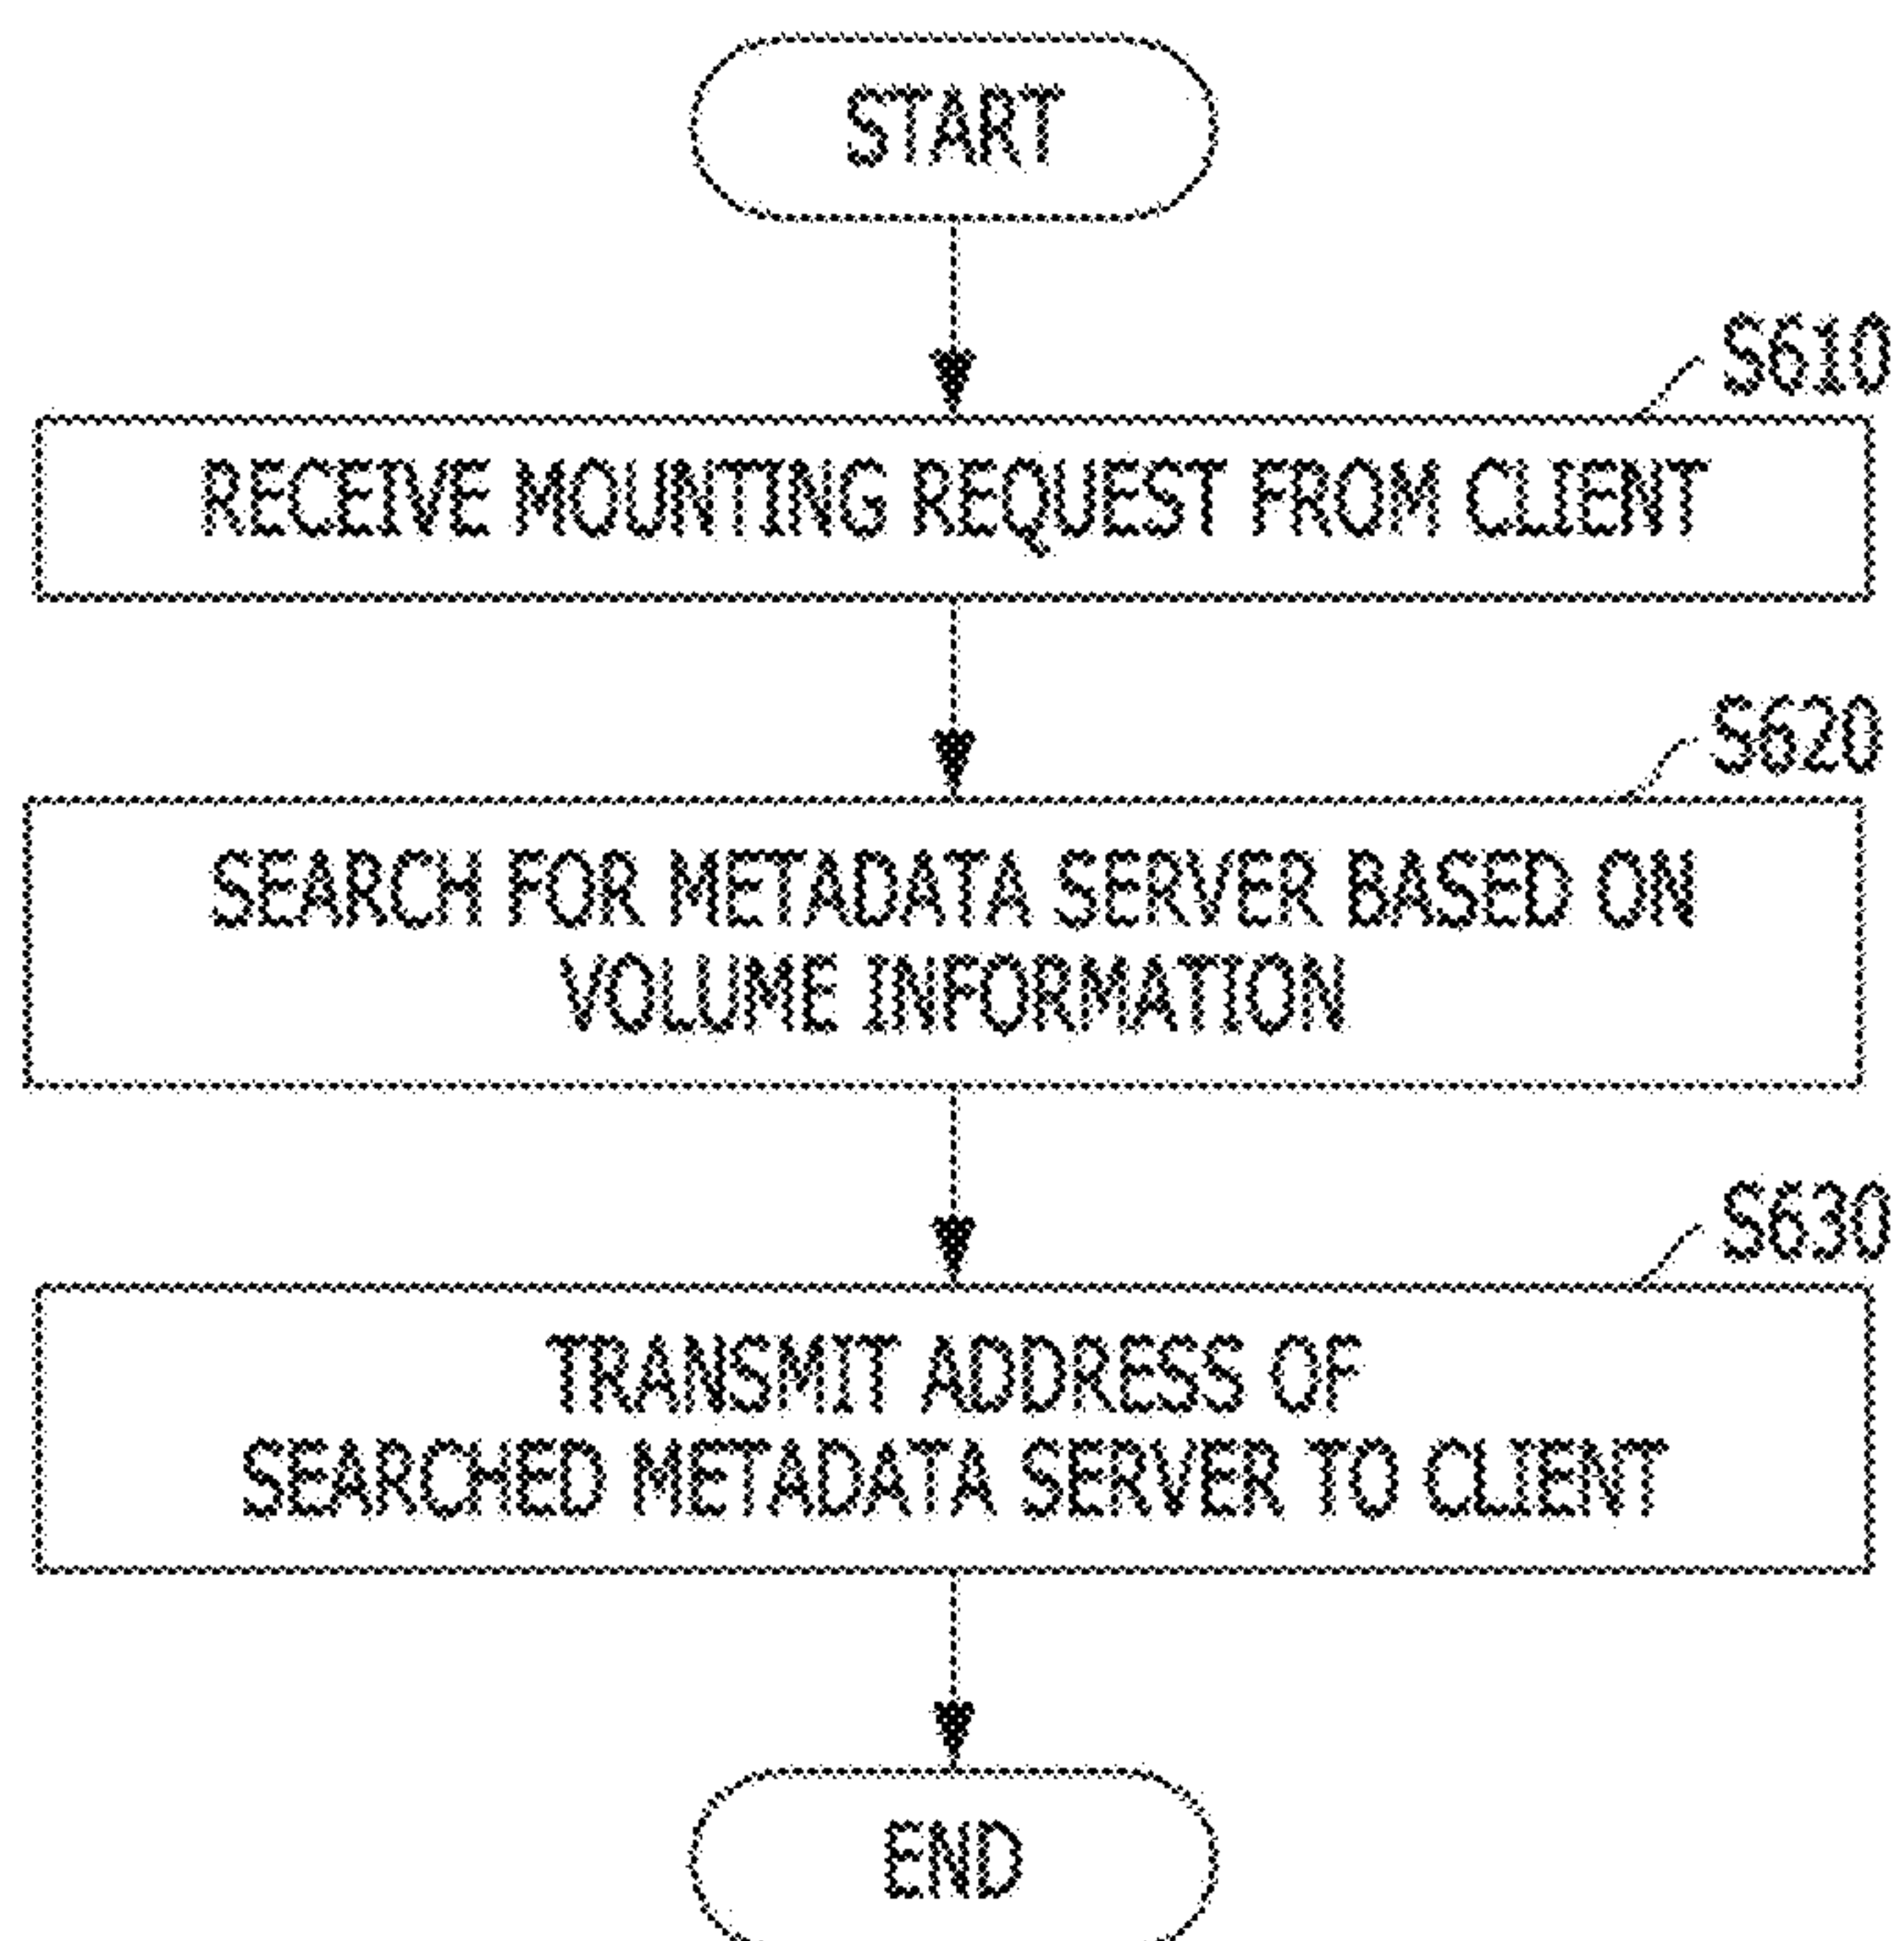 START
S610
RECEIVE MOUNTING REQUEST FROM CLIENT
S620
SEARCH FOR METADATA SERVER BASED ON
VOLUME INFORMATION
S630
TRANSMIT ADDRESS OF
SEARCHED METADATA SERVER TO CLIENT
END